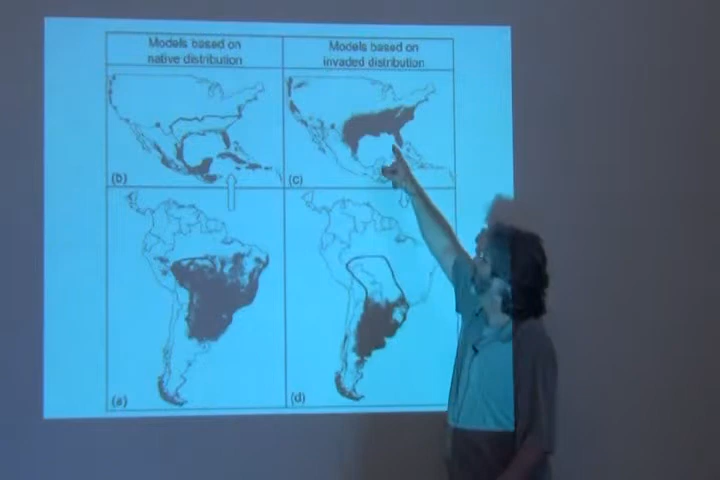 Models based on
native distribution
Models based on
invaded distribution
(b)
(c)
(a)
(d)